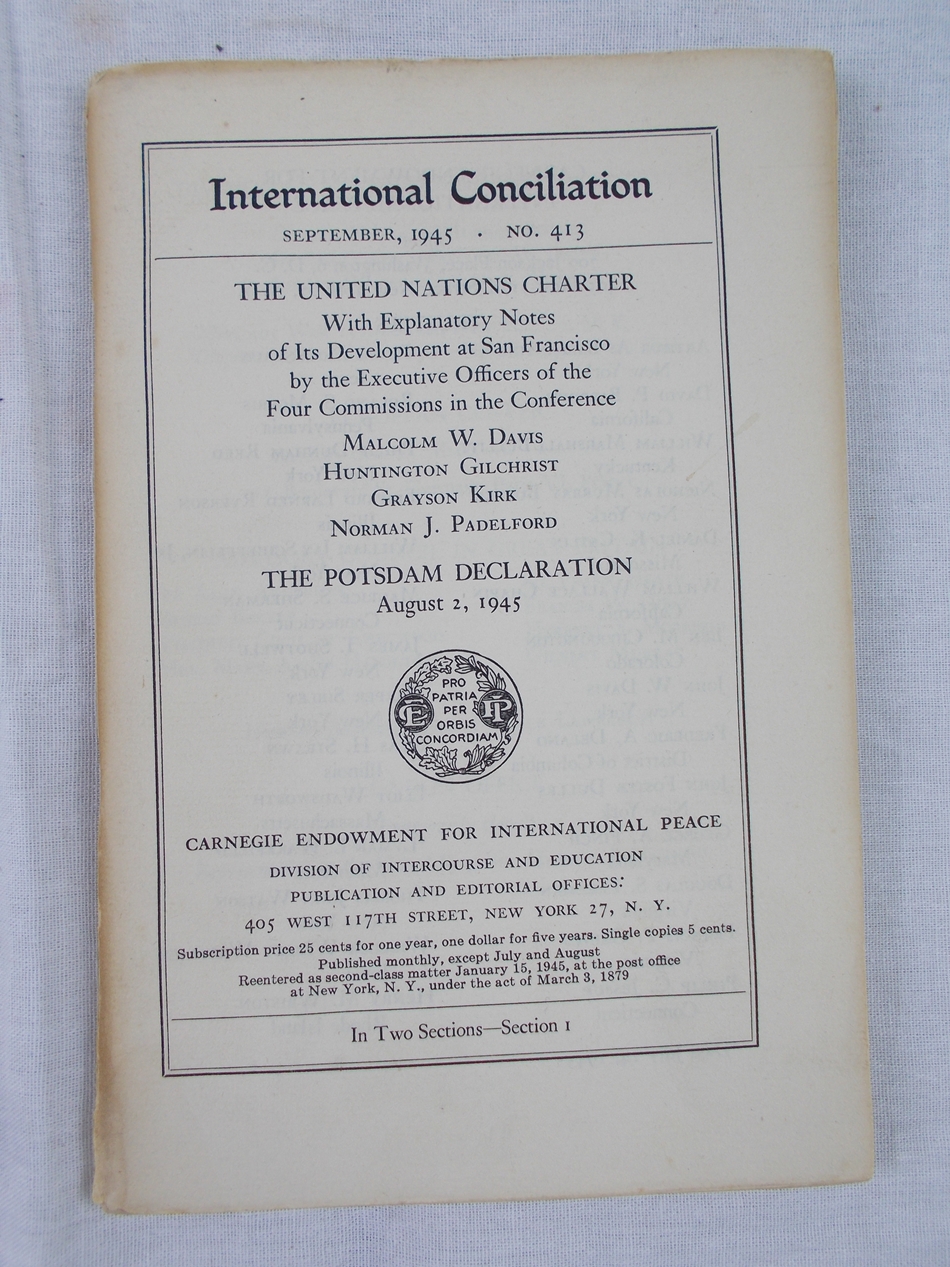 International Conciliation
SEPTEMBER, 1945 · NO. 413
THE UNITED NATIONS CHARTER
With Explanatory Notes
of Its Development at San Francisco
by the Executive Officers of the
Four Commissions in the Conference
MALCOLM W. DAVIS
HUNTINGTON GILCHRIST
GRAYSON KIRK
NORMAN J. PADELFORD
THE POTSDAM DECLARATION
August 2, 1945
PRO
PATRIA
PER
ORBIS
CONCORDIAM
CE IP
CARNEGIE ENDOWMENT FOR INTERNATIONAL PEACE
DIVISION OF INTERCOURSE AND EDUCATION
PUBLICATION AND EDITORIAL OFFICES:
405 WEST 117TH STREET, NEW YORK 27, N. Y.
Subscription price 25 cents for one year, one dollar for five years. Single copies 5 cents.
Published monthly, except July and August
Reentered as second-class matter January 15, 1945, at the post office
at New York, N. Y., under the act of March 3, 1879
In Two Sections—Section 1